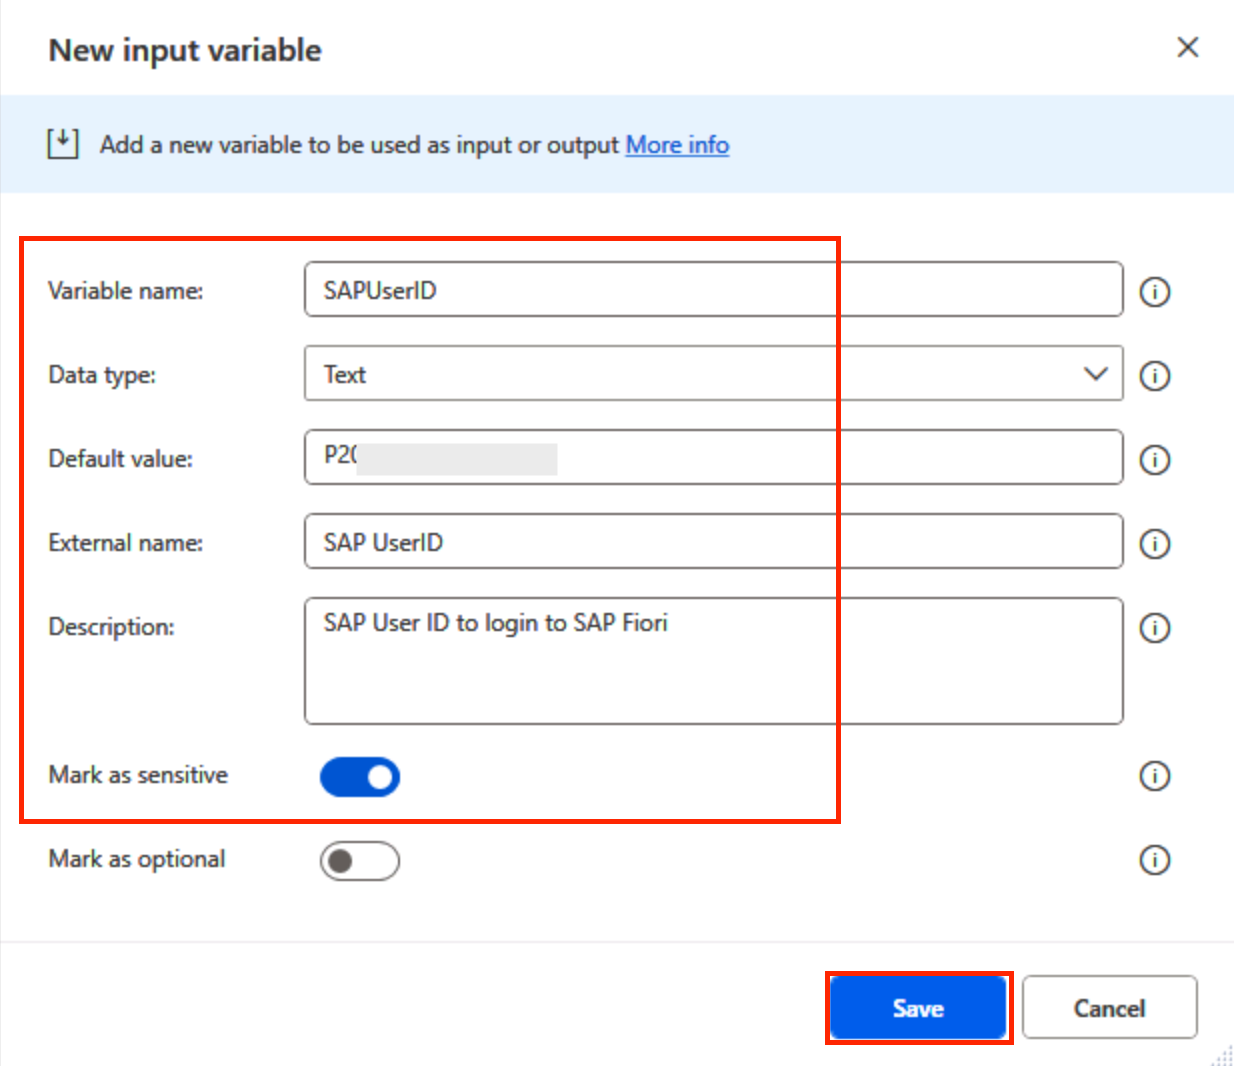 New input variable
Add a new variable to be used as input or output More info
Variable name: SAPUserID
Data type: Text
Default value: P20
External name: SAP UserID
Description: SAP User ID to login to SAP Fiori
Mark as sensitive
Mark as optional
Save Cancel